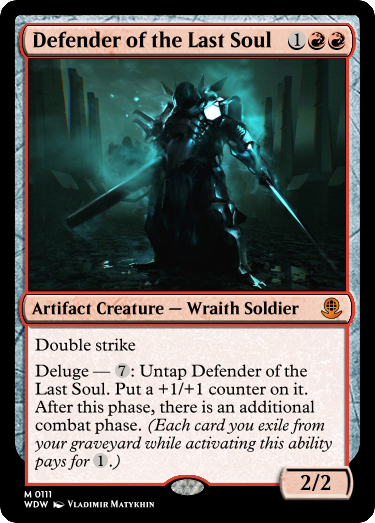 Defender of the Last Soul 1
Artifact Creature — Wraith Soldier
Double strike
Deluge — 7: Untap Defender of the
Last Soul. Put a +1/+1 counter on it.
After this phase, there is an additional
combat phase. (Each card you exile from
your graveyard while activating this ability
pays for 1.)
2/2
M 0111
WDW Vladimir Matykhin